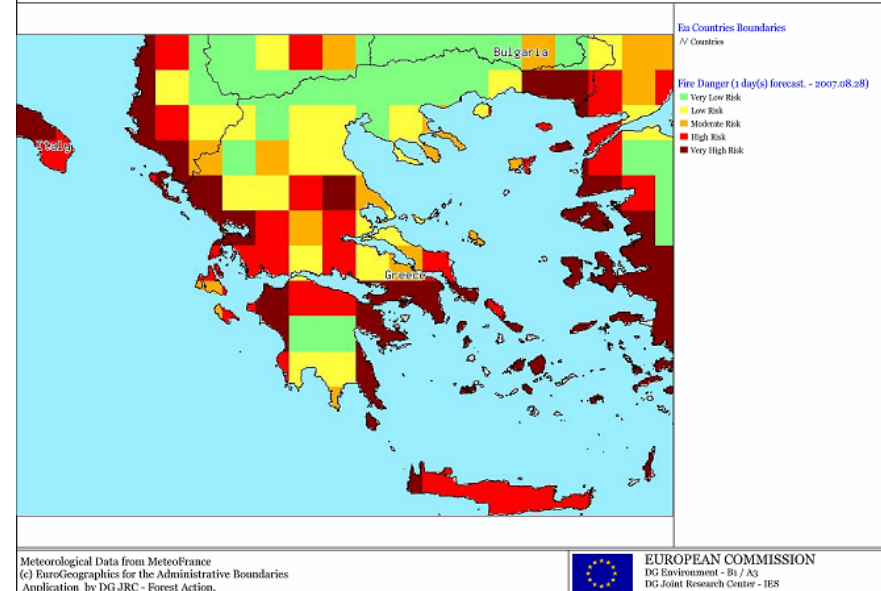 Eu Countries Boundaries
Countries
Fire Danger (1 day(s) forecast. - 2007.08.28)
Very Low Risk
Low Risk
Moderate Risk
High Risk
Very High Risk
Bulgaria
Italy
Greece
Meteorological Data from MeteoFrance
(c) EuroGeographics for the Administrative Boundaries
Application by DG JRC - Forest Action.
EUROPEAN COMMISSION
DG Environment - B1 / A3
DG Joint Research Center - IES